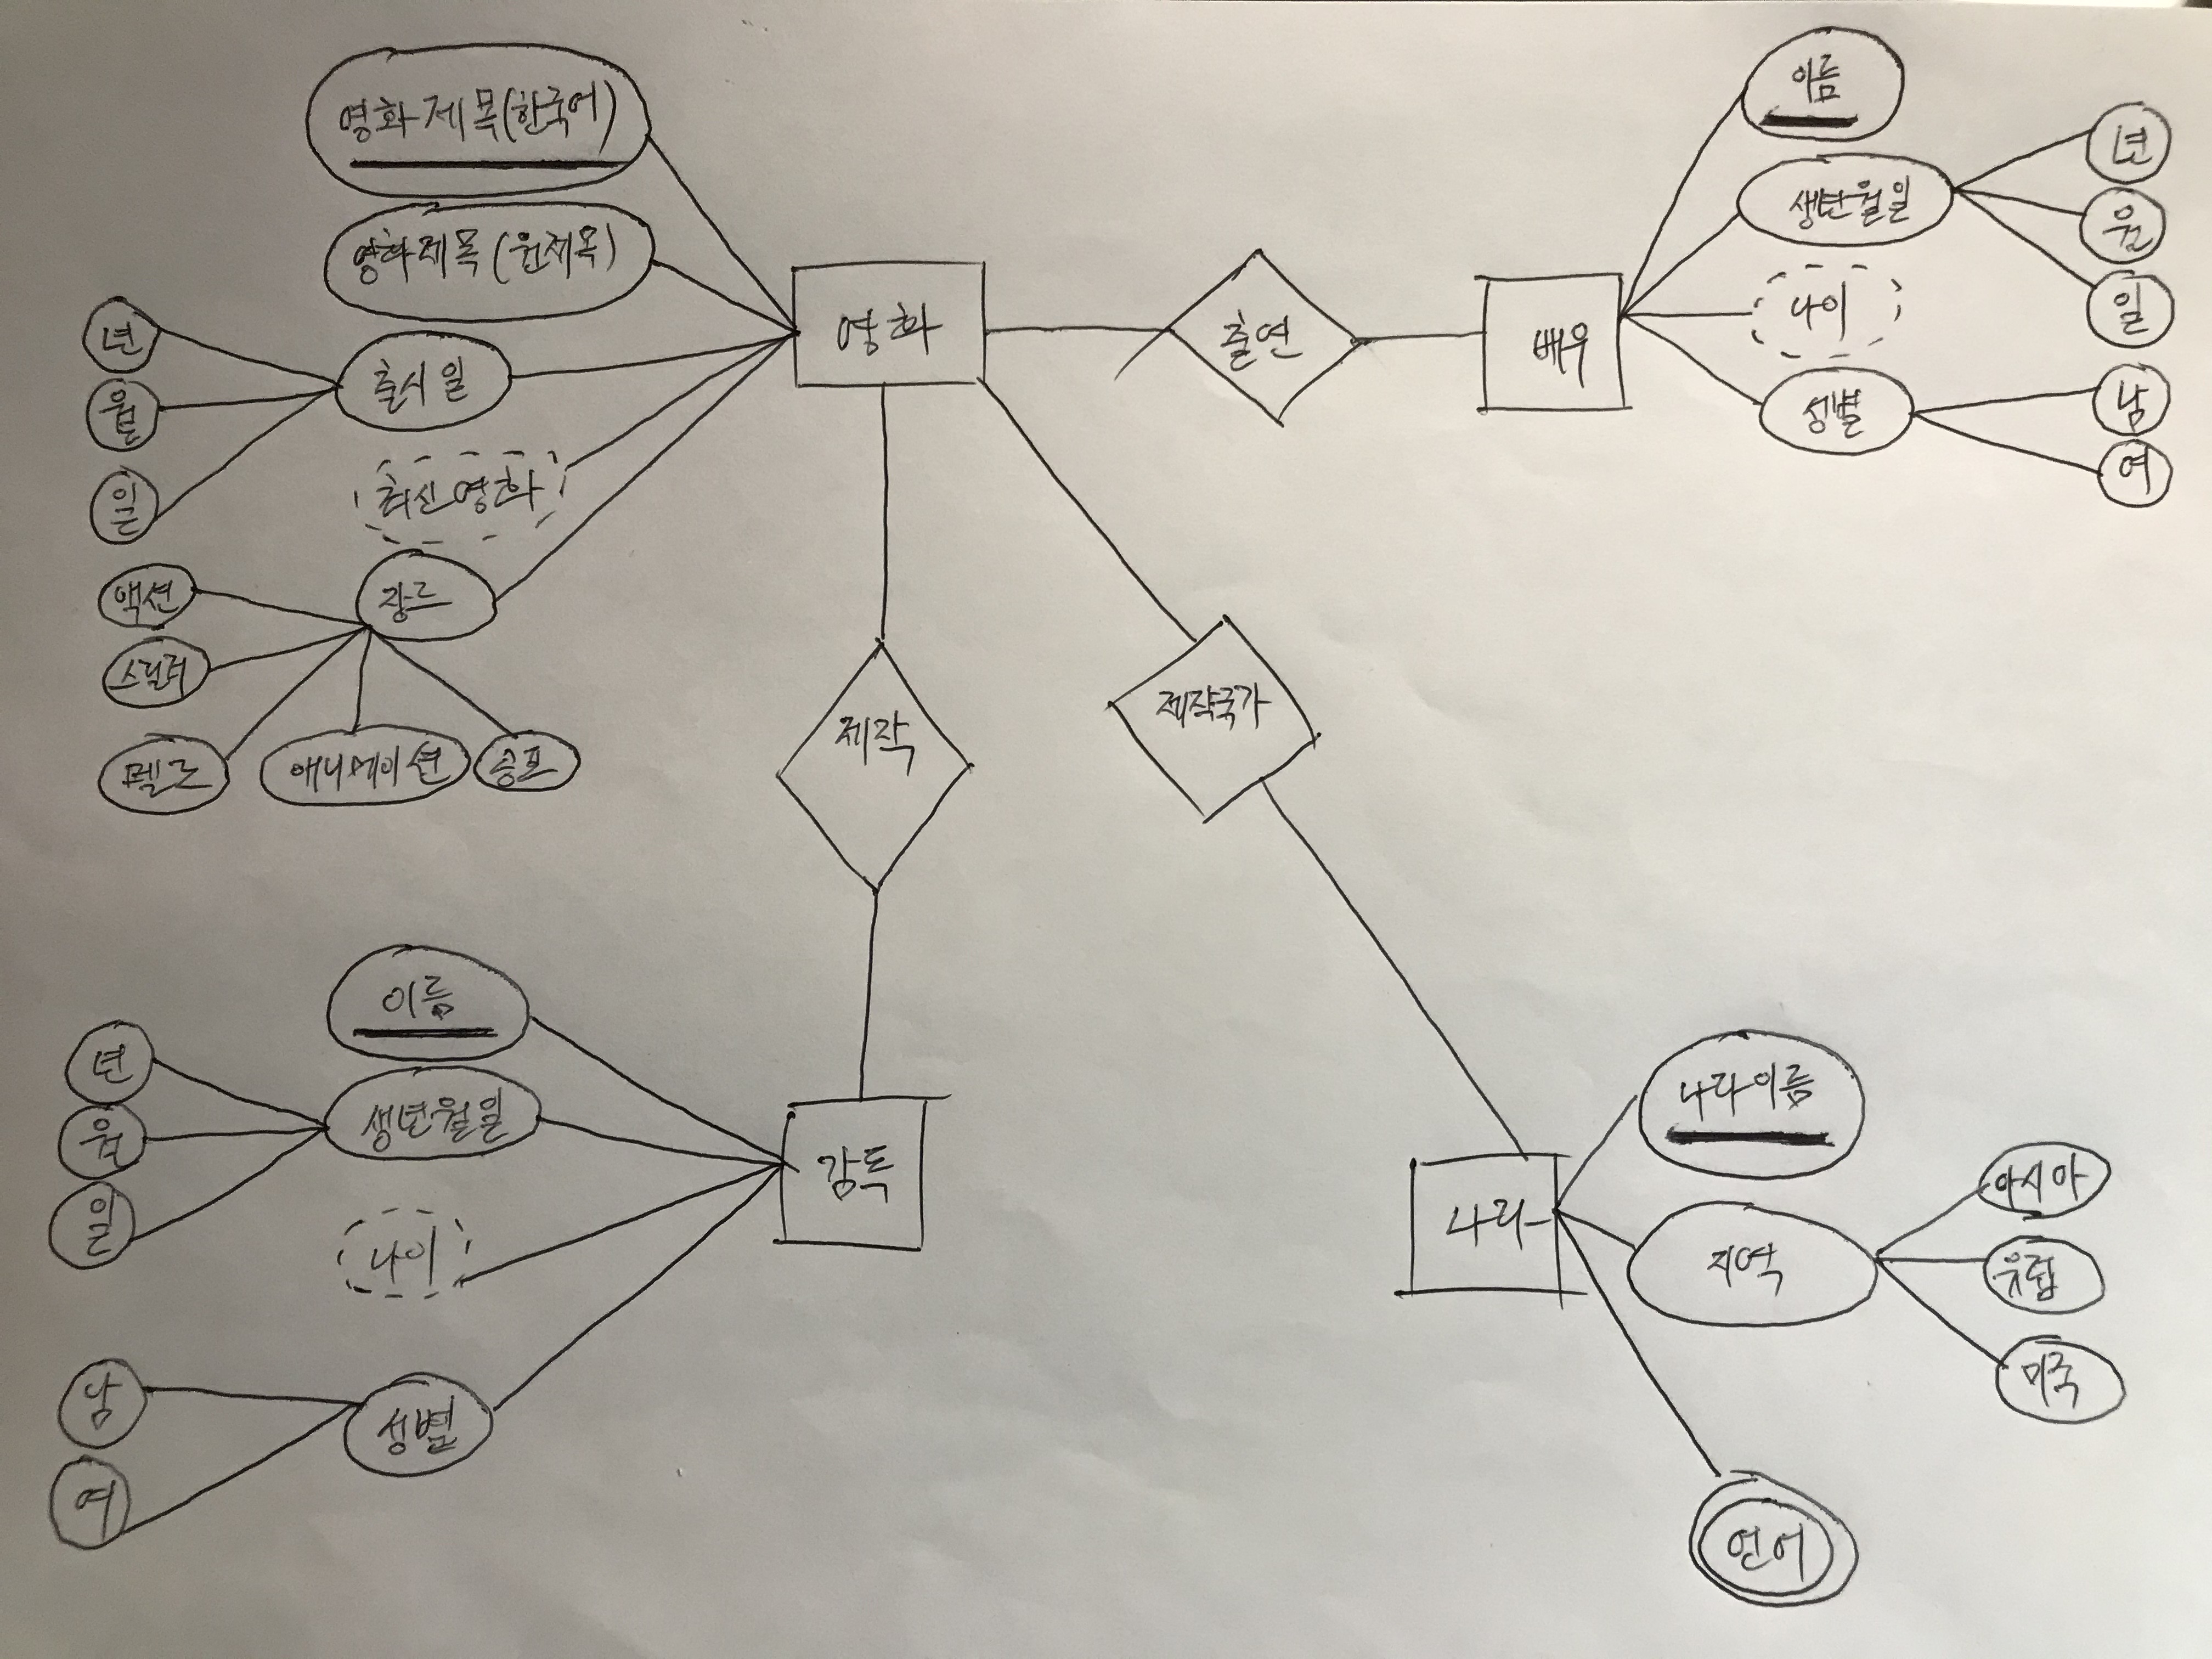 영화제목(한국어)
영화제목(원제목)
년
월
일
출시일
최신영화
장르
액션
스릴러
멜로
애니메이션
공포
영화
출연
배우
이름
생년월일
년
월
일
나이
성별
남
여
제작
제작국가
이름
생년월일
년
월
일
나이
성별
남
여
감독
나라
나라이름
지역
아시아
유럽
미국
언어